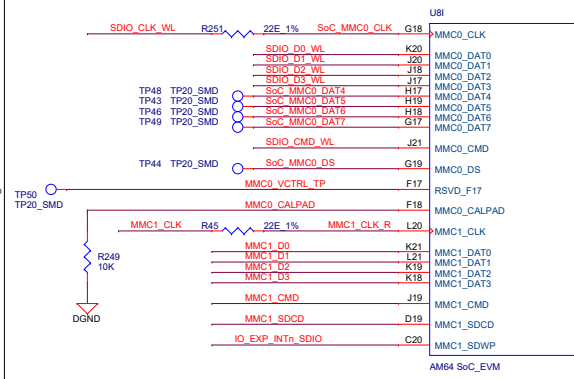 U8I
SDIO_CLK_WL R251 22E_1% SoC_MMC0_CLK G18 MMC0_CLK
SDIO_D0_WL K20 MMC0_DAT0
SDIO_D1_WL J20 MMC0_DAT1
SDIO_D2_WL J18 MMC0_DAT2
SDIO_D3_WL J17 MMC0_DAT3
TP48 TP20_SMD SoC_MMC0_DAT4 H17 MMC0_DAT4
TP43 TP20_SMD SoC_MMC0_DAT5 H19 MMC0_DAT5
TP46 TP20_SMD SoC_MMC0_DAT6 H18 MMC0_DAT6
TP49 TP20_SMD SoC_MMC0_DAT7 G17 MMC0_DAT7
SDIO_CMD_WL J21 MMC0_CMD
TP44 TP20_SMD SoC_MMC0_DS G19 MMC0_DS
TP50 MMC0_VCTRL_TP F17 RSVD_F17
TP20_SMD
MMC0_CALPAD F18 MMC0_CALPAD
MMC1_CLK R45 22E_1% MMC1_CLK_R L20 MMC1_CLK
R249
10K
MMC1_D0 K21 MMC1_DAT0
MMC1_D1 L21 MMC1_DAT1
MMC1_D2 K19 MMC1_DAT2
MMC1_D3 K18 MMC1_DAT3
MMC1_CMD J19 MMC1_CMD
DGND
MMC1_SDCD D19 MMC1_SDCD
IO_EXP_INTn_SDIO C20 MMC1_SDWP
AM64 SoC_EVM